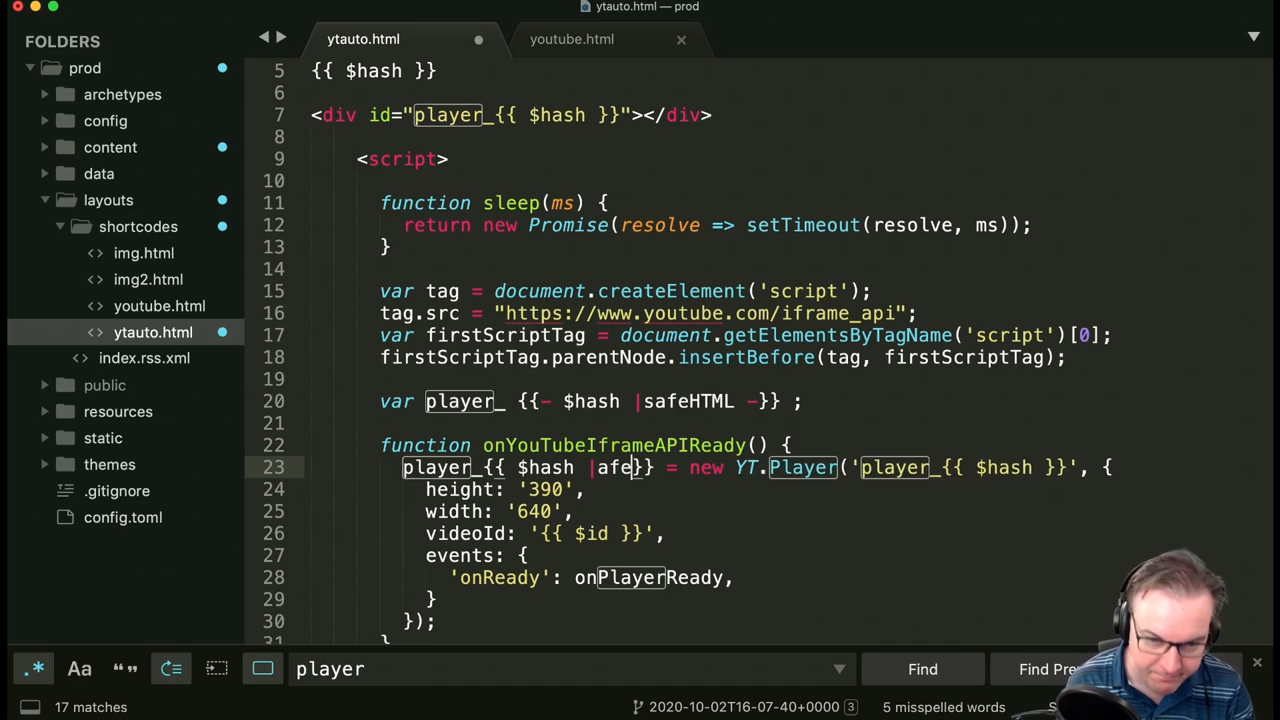 ytauto.html — prod
FOLDERS
prod
archetypes
config
content
data
layouts
shortcodes
img.html
img2.html
youtube.html
ytauto.html
index.rss.xml
public
resources
static
themes
.gitignore
config.toml
ytauto.html
youtube.html
5 {{ $hash }}
6
7 <div id="player_{{ $hash }}"></div>
8
9 <script>
10
11 function sleep(ms) {
12 return new Promise(resolve => setTimeout(resolve, ms));
13 }
14
15 var tag = document.createElement('script');
16 tag.src = "https://www.youtube.com/iframe_api";
17 var firstScriptTag = document.getElementsByTagName('script')[0];
18 firstScriptTag.parentNode.insertBefore(tag, firstScriptTag);
19
20 var player_ {{- $hash |safeHTML -}} ;
21
22 function onYouTubeIframeAPIReady() {
23 player_{{ $hash |afe}} = new YT.Player('player_{{ $hash }}', {
24 height: '390',
25 width: '640',
26 videoId: '{{ $id }}',
27 events: {
28 'onReady': onPlayerReady,
29 }
30 });
31 }
.* Aa “” player Find Find Pre
17 matches 2020-10-02T16-07-40+0000 3 5 misspelled words